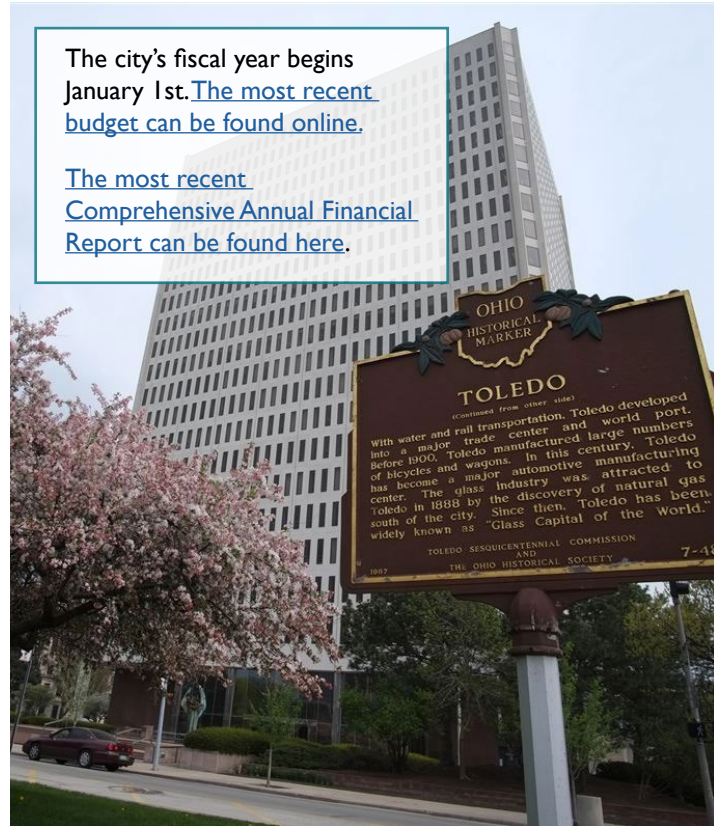 The city's fiscal year begins
January 1st. The most recent
budget can be found online.
The most recent
Comprehensive Annual Financial
Report can be found here.
OHIO
HISTORICAL
MARKER
TOLEDO
(Continued from other side)
With water and rail transportation, Toledo developed
into a major trade center and world port.
Before 1900, Toledo manufactured large numbers
of bicycles and wagons. In this century, Toledo
has become a major automotive manufacturing
center. The glass industry was attracted to
Toledo in 1888 by the discovery of natural gas
south of the city. Since then, Toledo has been
widely known as "Glass Capital of the World."
TOLEDO SESQUICENTENNIAL COMMISSION
AND
THE OHIO HISTORICAL SOCIETY
1987
7-48